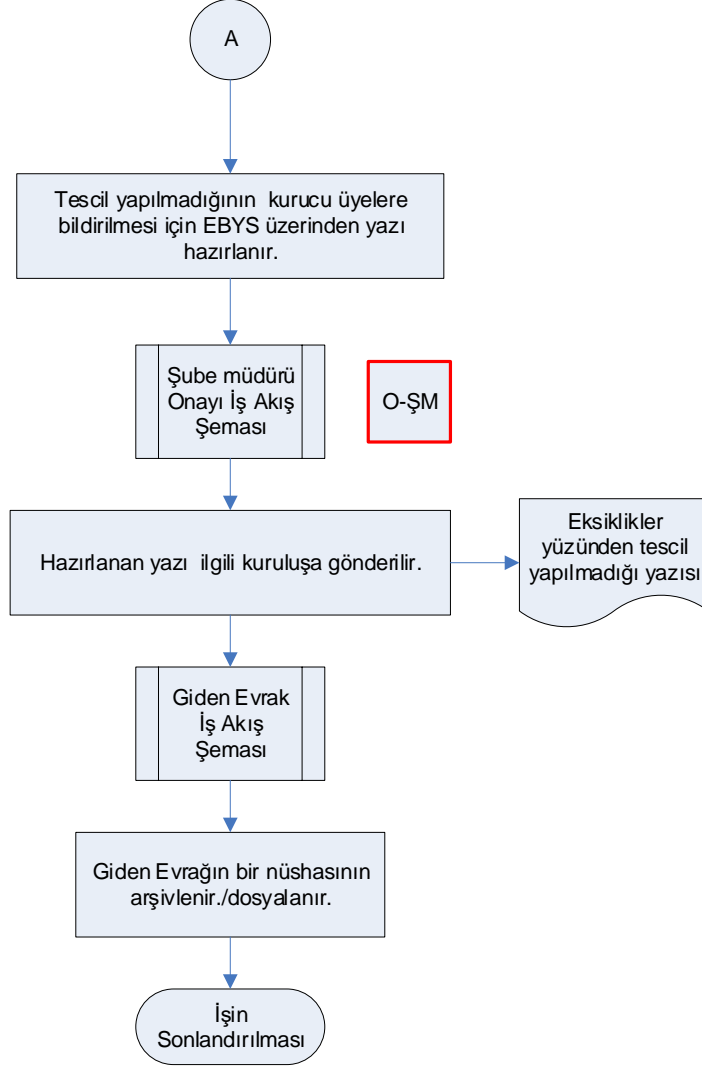 A
Tescil yapılmadığının kurucu üyelere
bildirilmesi için EBYS üzerinden yazı
hazırlanır.
Şube müdürü
Onayı İş Akış
Şeması
O-ŞM
Hazırlanan yazı ilgili kuruluşa gönderilir.
Eksiklikler
yüzünden tescil
yapılmadığı yazısı
Giden Evrak
İş Akış
Şeması
Giden Evrağın bir nüshasının
arşivlenir./dosyalanır.
İşin
Sonlandırılması